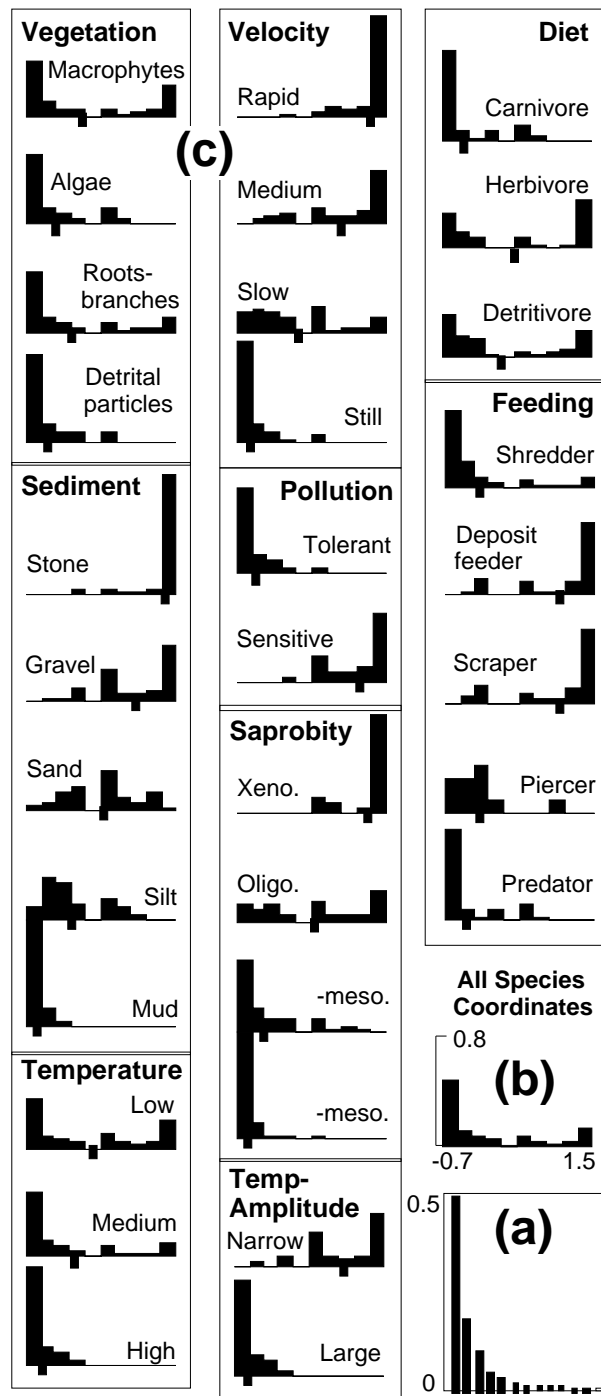 Vegetation
Macrophytes
Algae
Roots-
branches
Detrital
particles
Sediment
Stone
Gravel
Sand
Silt
Mud
Temperature
Low
Medium
High
(c)
Velocity
Rapid
Medium
Slow
Still
Pollution
Tolerant
Sensitive
Saprobity
Xeno.
Oligo.
-meso.
-meso.
Temp-
Amplitude
Narrow
Large
Diet
Carnivore
Herbivore
Detritivore
Feeding
Shredder
Deposit
feeder
Scraper
Piercer
Predator
All Species
Coordinates
0.8
(b)
-0.7 1.5
0.5
(a)
0